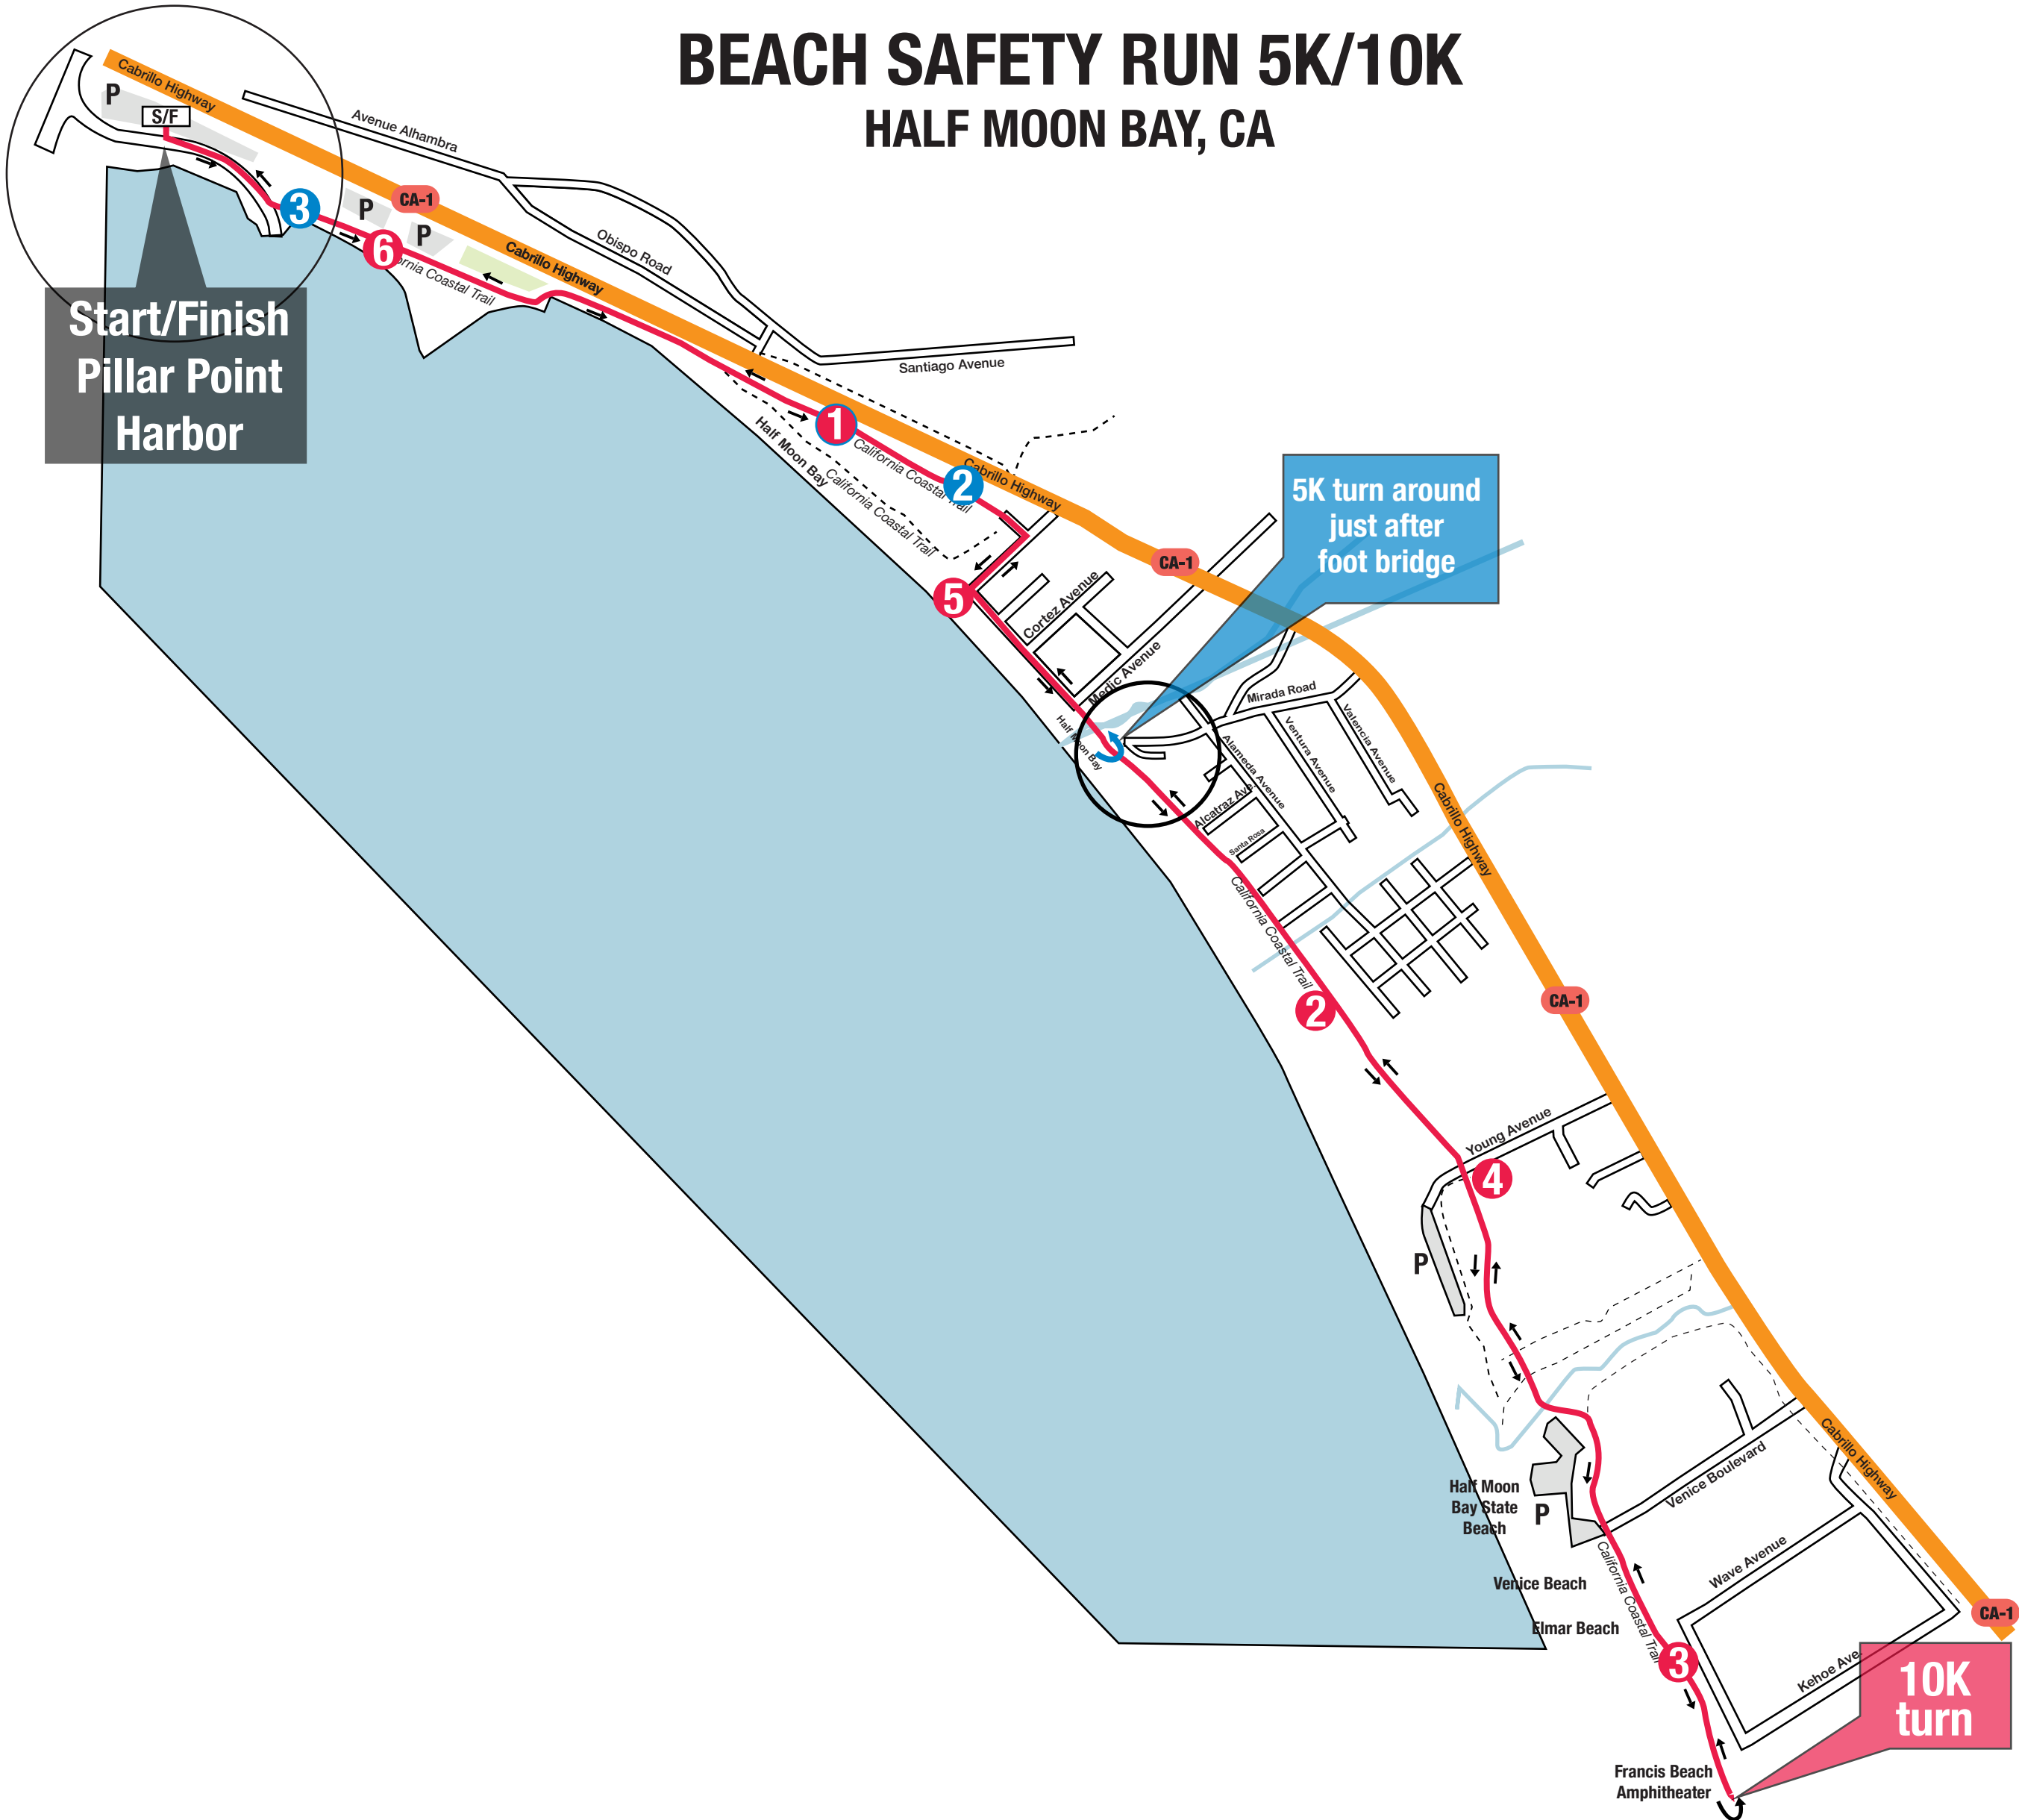 BEACH SAFETY RUN 5K/10K
HALF MOON BAY, CA
Cabrillo Highway
P
S/F
Avenue Alhambra
3
P
CA-1
P
6
ornia Coastal Trail
Cabrillo Highway
Obispo Road
Start/Finish
Pillar Point
Harbor
Santiago Avenue
1
Half Moon Bay
California Coastal Trail
2
Cabrillo Highway
California Coastal Trail
5K turn around
just after
foot bridge
CA-1
5
Cortez Avenue
Medic Avenue
Half Moon Bay
Mirada Road
Valencia Avenue
Ventura Avenue
Alameda Avenue
Alcatraz Ave.
Santa Rosa
Cabrillo Highway
California Coastal Trail
2
CA-1
Young Avenue
4
P
Half Moon
Bay State
Beach
P
Venice Boulevard
Cabrillo Highway
Wave Avenue
Venice Beach
California Coastal Trail
Elmar Beach
CA-1
3
Kehoe Ave
10K
turn
Francis Beach
Amphitheater